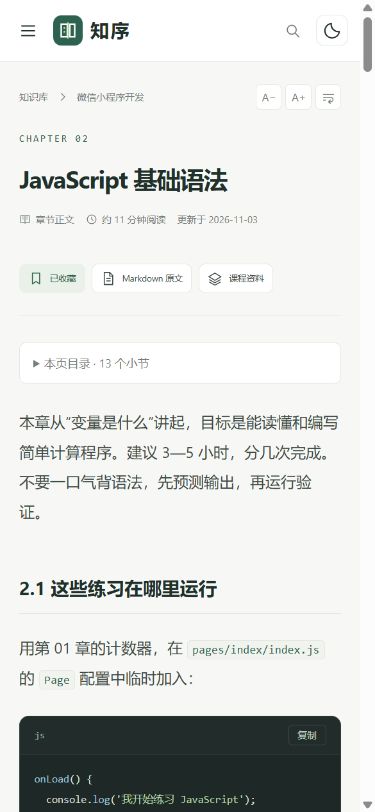 知序
知识库 > 微信小程序开发
A− A+
CHAPTER 02
JavaScript 基础语法
章节正文 约 11 分钟阅读 更新于 2026-11-03
已收藏 Markdown 原文 课程资料
▶ 本页目录 · 13 个小节
本章从“变量是什么”讲起，目标是能读懂和编写
简单计算程序。建议 3—5 小时，分几次完成。
不要一口气背语法，先预测输出，再运行验
证。
2.1 这些练习在哪里运行
用第 01 章的计数器，在 pages/index/index.js
的 Page 配置中临时加入：
js 复制
onLoad() {
console.log('我开始练习 JavaScript');